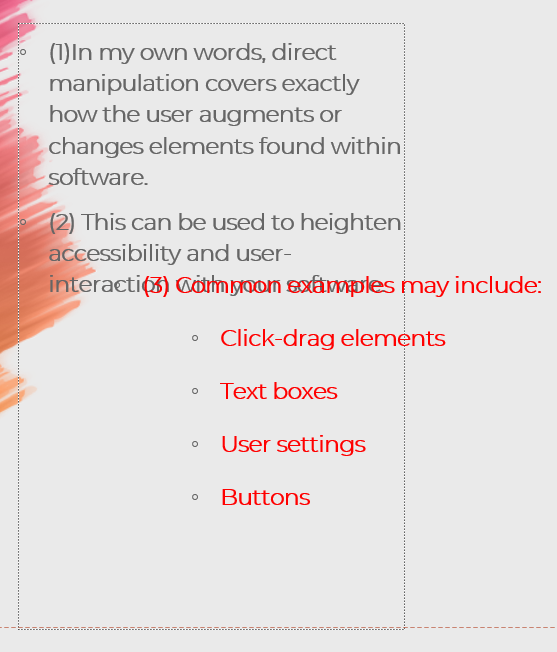 (1)In my own words, direct
manipulation covers exactly
how the user augments or
changes elements found within
software.
(2) This can be used to heighten
accessibility and user-
interaction with your software.
(3) Common examples may include:
Click-drag elements
Text boxes
User settings
Buttons